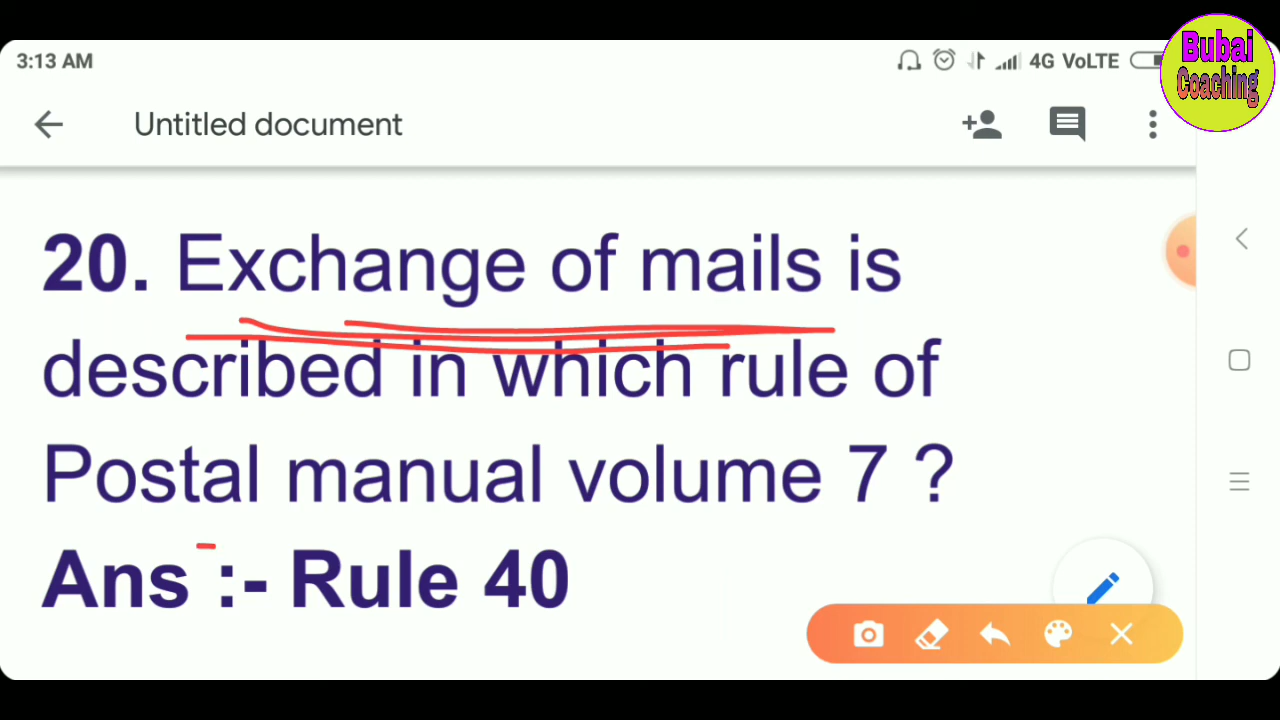 3:13 AM
4G VoLTE
Bubai
Coaching
Untitled document
20. Exchange of mails is
described in which rule of
Postal manual volume 7 ?
Ans :- Rule 40